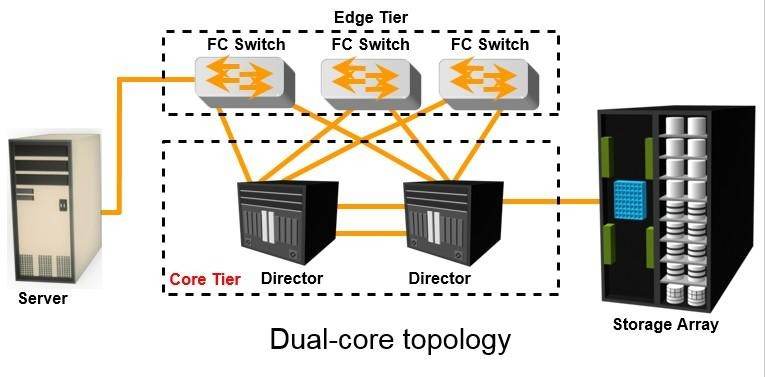 Edge Tier
FC Switch
FC Switch
FC Switch
Core Tier
Director
Director
Server
Storage Array
Dual-core topology